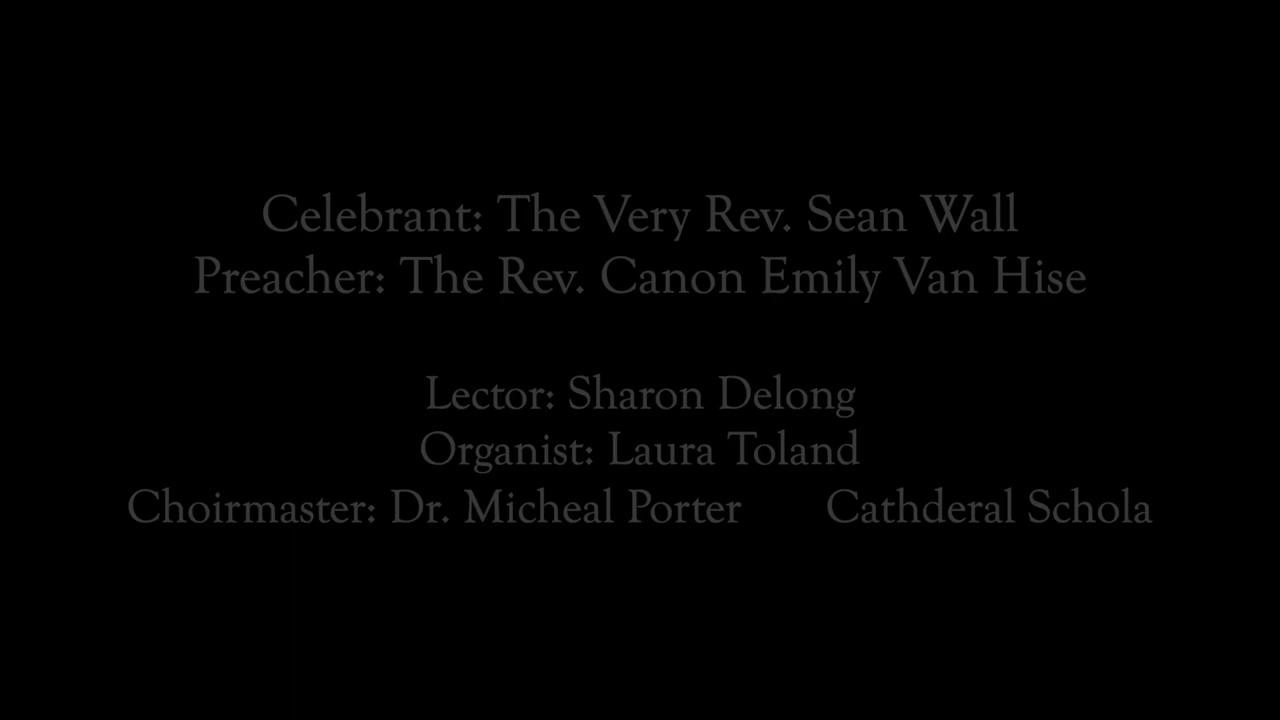 Celebrant: The Very Rev. Sean Wall
Preacher: The Rev. Canon Emily Van Hise
Lector: Sharon Delong
Organist: Laura Toland
Choirmaster: Dr. Micheal Porter Cathderal Schola